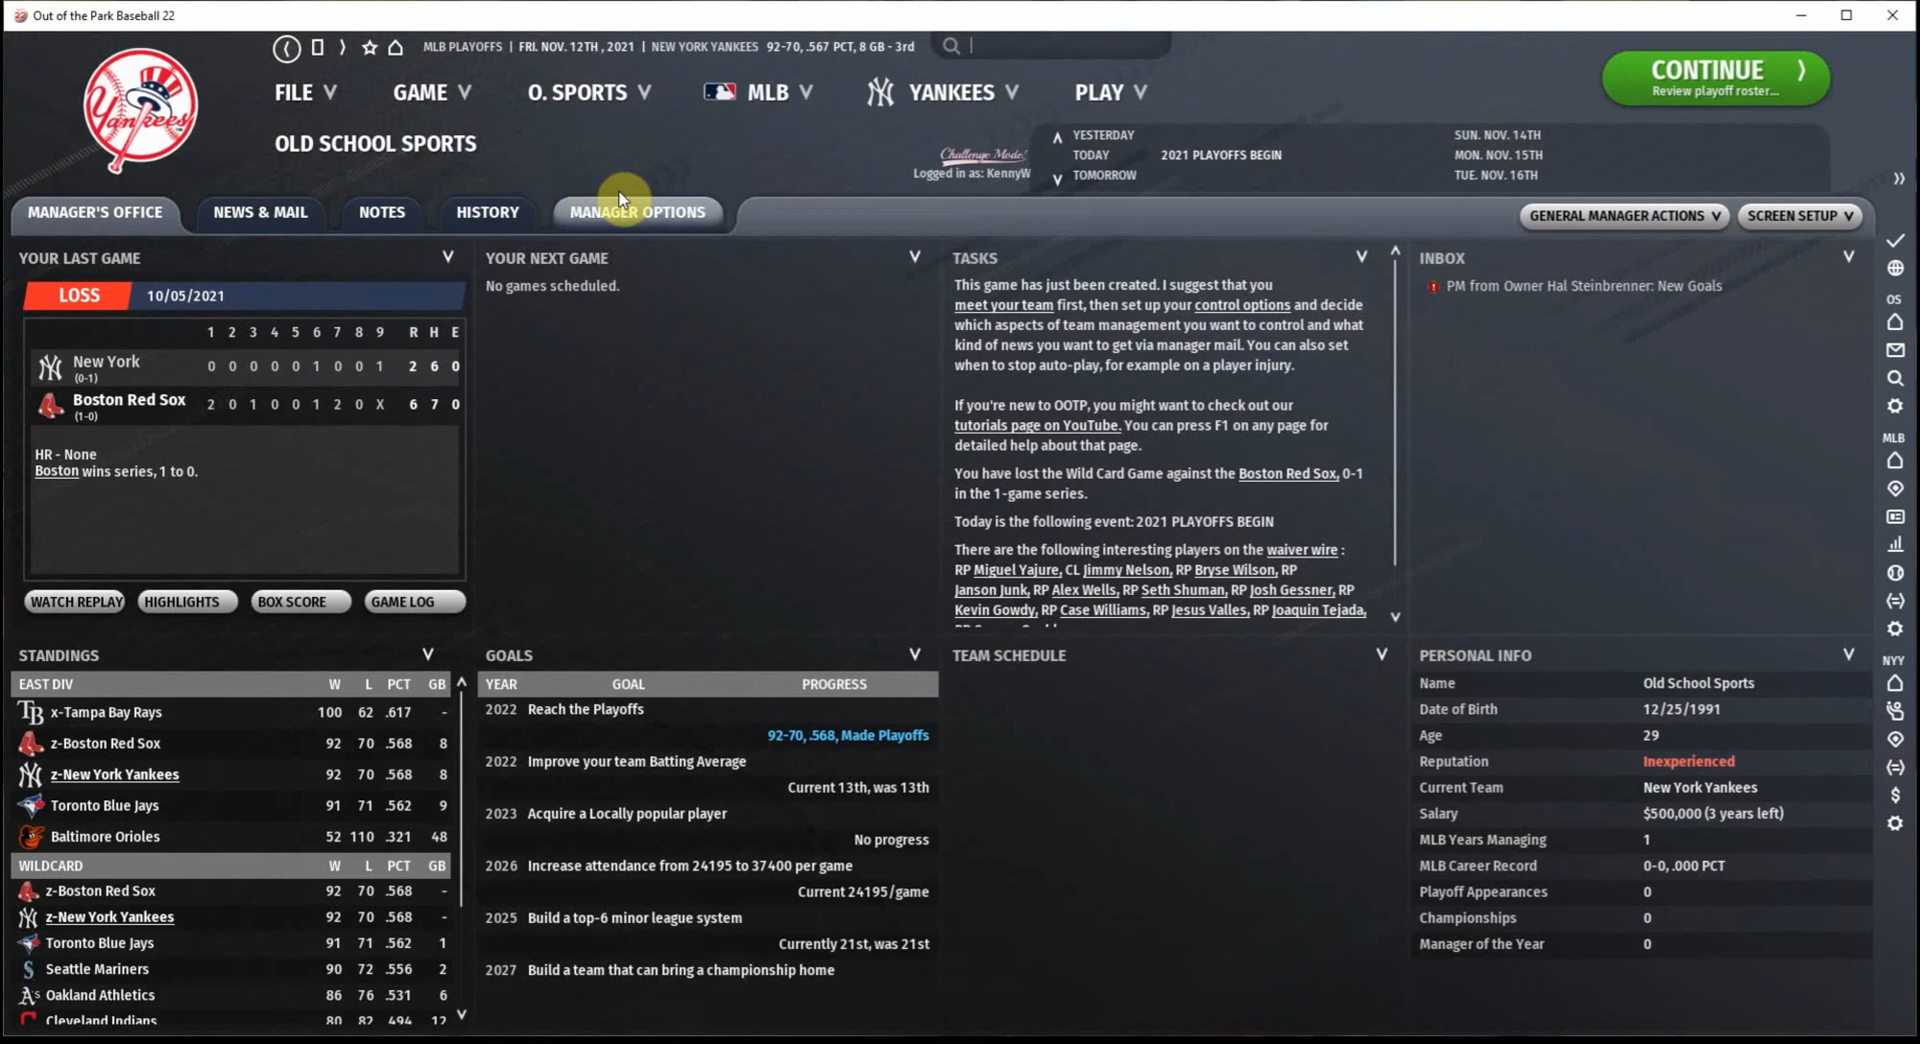 Out of the Park Baseball 22
MLB PLAYOFFS | FRI. NOV. 12TH , 2021 | NEW YORK YANKEES 92-70, .567 PCT, 8 GB - 3rd
FILE GAME O. SPORTS MLB YANKEES PLAY
CONTINUE
Review playoff roster...
Yankees
OLD SCHOOL SPORTS
Challenge Mode!
Logged in as: KennyW
YESTERDAY
TODAY 2021 PLAYOFFS BEGIN
TOMORROW
SUN. NOV. 14TH
MON. NOV. 15TH
TUE. NOV. 16TH
MANAGER'S OFFICE NEWS & MAIL NOTES HISTORY MANAGER OPTIONS
GENERAL MANAGER ACTIONS SCREEN SETUP
YOUR LAST GAME
LOSS 10/05/2021
1 2 3 4 5 6 7 8 9 R H E
New York 0 0 0 0 0 1 0 0 1 2 6 0
(0-1)
Boston Red Sox 2 0 1 0 0 1 2 0 X 6 7 0
(1-0)
HR - None
Boston wins series, 1 to 0.
WATCH REPLAY HIGHLIGHTS BOX SCORE GAME LOG
YOUR NEXT GAME
No games scheduled.
TASKS
This game has just been created. I suggest that you
meet your team first, then set up your control options and decide
which aspects of team management you want to control and what
kind of news you want to get via manager mail. You can also set
when to stop auto-play, for example on a player injury.
If you're new to OOTP, you might want to check out our
tutorials page on YouTube. You can press F1 on any page for
detailed help about that page.
You have lost the Wild Card Game against the Boston Red Sox, 0-1
in the 1-game series.
Today is the following event: 2021 PLAYOFFS BEGIN
There are the following interesting players on the waiver wire :
RP Miguel Yajure, CL Jimmy Nelson, RP Bryse Wilson, RP
Janson Junk, RP Alex Wells, RP Seth Shuman, RP Josh Gessner, RP
Kevin Gowdy, RP Case Williams, RP Jesus Valles, RP Joaquin Tejada,
INBOX
PM from Owner Hal Steinbrenner: New Goals
OS
MLB
NYY
STANDINGS
EAST DIV W L PCT GB
x-Tampa Bay Rays 100 62 .617 -
z-Boston Red Sox 92 70 .568 8
z-New York Yankees 92 70 .568 8
Toronto Blue Jays 91 71 .562 9
Baltimore Orioles 52 110 .321 48
WILDCARD W L PCT GB
z-Boston Red Sox 92 70 .568 -
z-New York Yankees 92 70 .568 -
Toronto Blue Jays 91 71 .562 1
Seattle Mariners 90 72 .556 2
Oakland Athletics 86 76 .531 6
Cleveland Indians 80 82 .494 12
GOALS
YEAR GOAL PROGRESS
2022 Reach the Playoffs
92-70, .568, Made Playoffs
2022 Improve your team Batting Average
Current 13th, was 13th
2023 Acquire a Locally popular player
No progress
2026 Increase attendance from 24195 to 37400 per game
Current 24195/game
2025 Build a top-6 minor league system
Currently 21st, was 21st
2027 Build a team that can bring a championship home
TEAM SCHEDULE
PERSONAL INFO
Name Old School Sports
Date of Birth 12/25/1991
Age 29
Reputation Inexperienced
Current Team New York Yankees
Salary $500,000 (3 years left)
MLB Years Managing 1
MLB Career Record 0-0, .000 PCT
Playoff Appearances 0
Championships 0
Manager of the Year 0